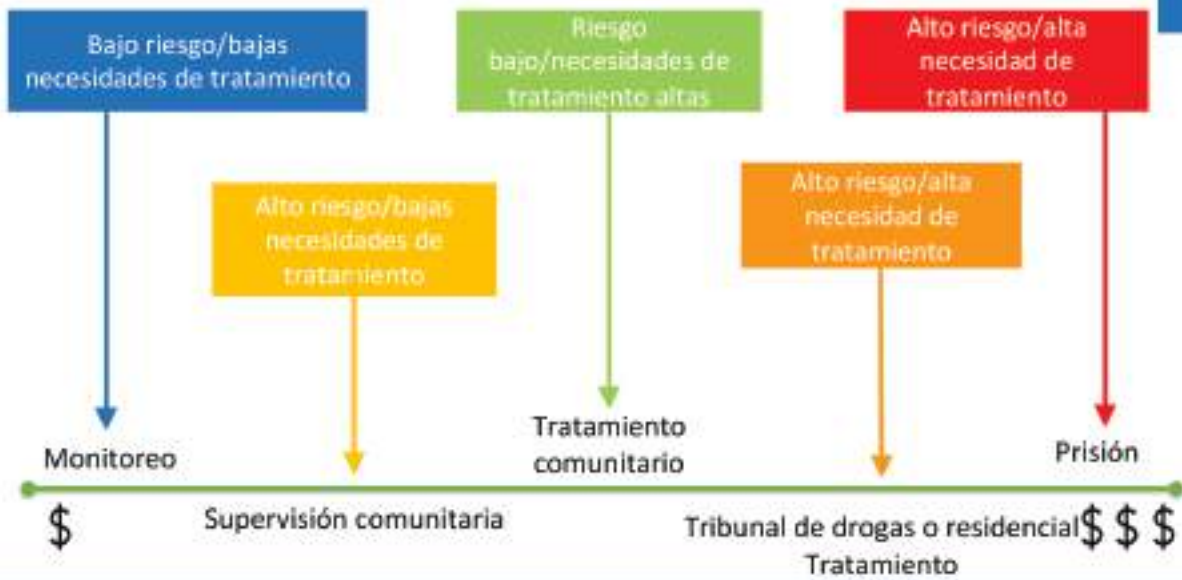 Bajo riesgo/bajas
necesidades de tratamiento
Riesgo
bajo/necesidades de
tratamiento altas
Alto riesgo/alta
necesidad de
tratamiento
Alto riesgo/bajas
necesidades de
tratamiento
Alto riesgo/alta
necesidad de
tratamiento
Monitoreo
Tratamiento
comunitario
Prisión
$
Supervisión comunitaria
Tribunal de drogas o residencial
Tratamiento
$ $ $